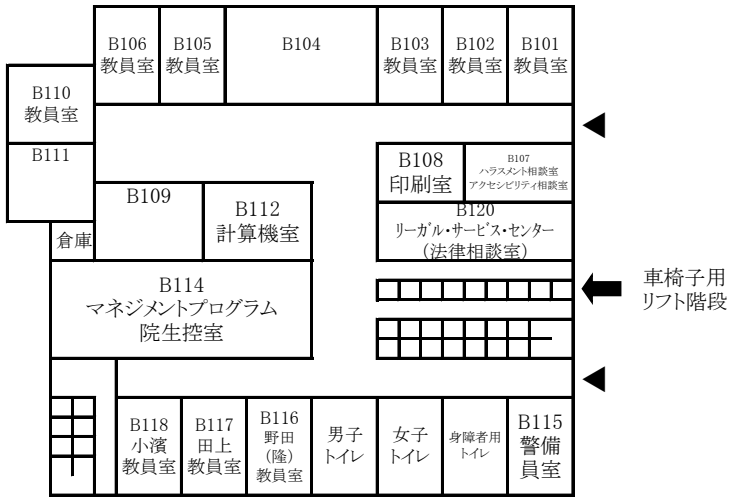 B106
教員室
B105
教員室
B104
B103
教員室
B102
教員室
B101
教員室
B110
教員室
B111
B108
印刷室
B107
ハラスメント相談室
アクセシビリティ相談室
B109
B112
計算機室
B120
リーガル・サービス・センター
(法律相談室)
倉庫
B114
マネジメントプログラム
院生控室
車椅子用
リフト階段
B118
小濱
教員室
B117
田上
教員室
B116
野田
(隆)
教員室
男子
トイレ
女子
トイレ
身障者用
トイレ
B115
警備
員室